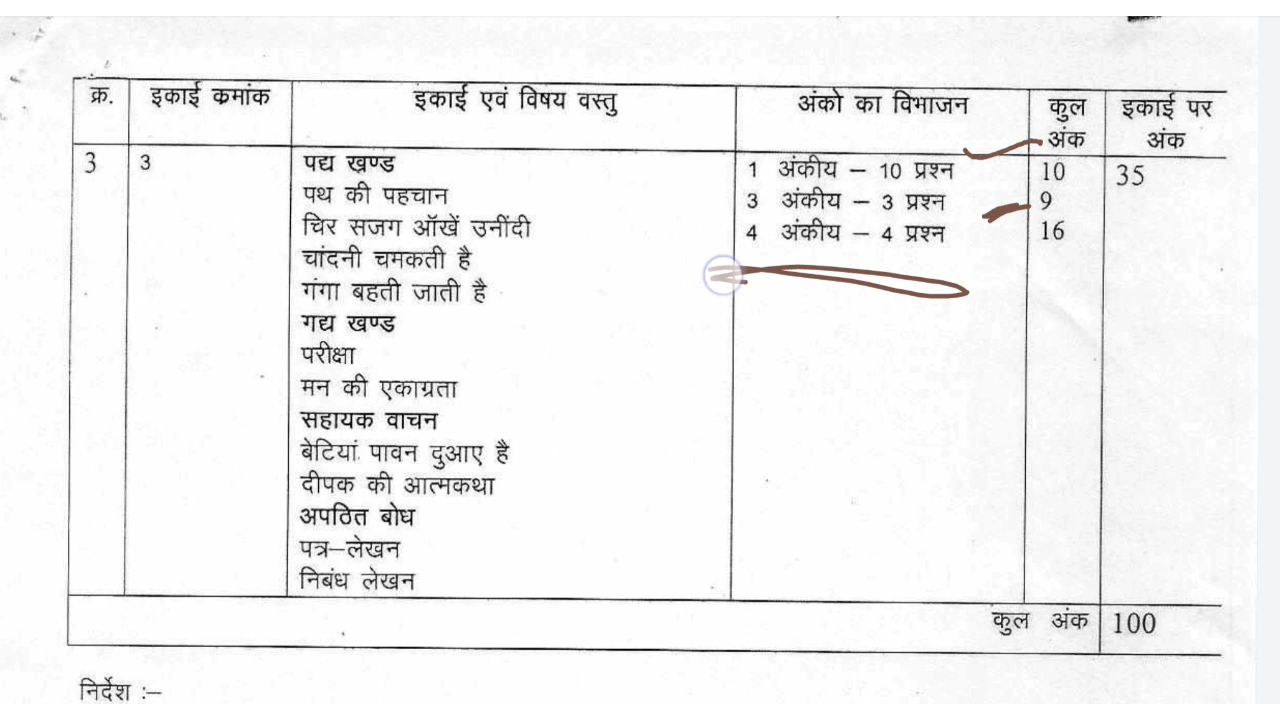 क्र. इकाई कमांक इकाई एवं विषय वस्तु अंको का विभाजन कुल अंक इकाई पर अंक
3 3 पद्य खण्ड 1 अंकीय – 10 प्रश्न 10 35
पथ की पहचान 3 अंकीय – 3 प्रश्न 9
चिर सजग ऑखें उनींदी 4 अंकीय – 4 प्रश्न 16
चांदनी चमकती है
गंगा बहती जाती है
गद्य खण्ड
परीक्षा
मन की एकाग्रता
सहायक वाचन
बेटियां पावन दुआए है
दीपक की आत्मकथा
अपठित बोध
पत्र–लेखन
निबंध लेखन
कुल अंक 100
निर्देश :–